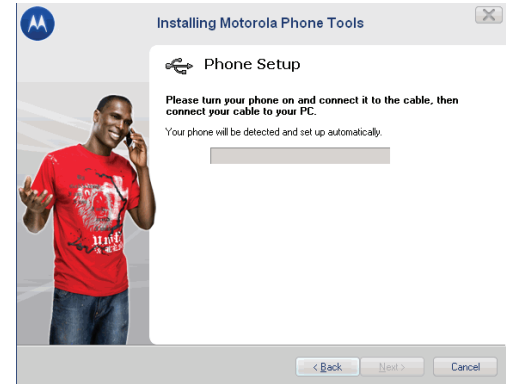 Installing Motorola Phone Tools
Phone Setup
Please turn your phone on and connect it to the cable, then
connect your cable to your PC.
Your phone will be detected and set up automatically.
< Back
Next >
Cancel